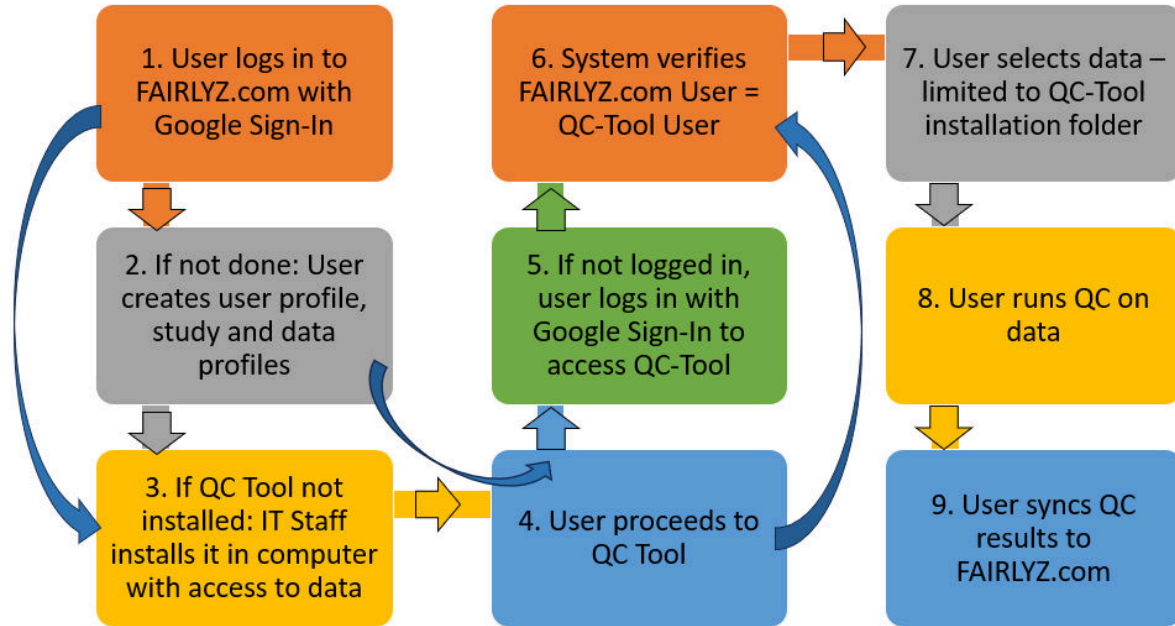 1. User logs in to
FAIRLYZ.com with
Google Sign-In
2. If not done: User
creates user profile,
study and data
profiles
3. If QC Tool not
installed: IT Staff
installs it in computer
with access to data
4. User proceeds to
QC Tool
5. If not logged in,
user logs in with
Google Sign-In to
access QC-Tool
6. System verifies
FAIRLYZ.com User =
QC-Tool User
7. User selects data –
limited to QC-Tool
installation folder
8. User runs QC on
data
9. User syncs QC
results to
FAIRLYZ.com